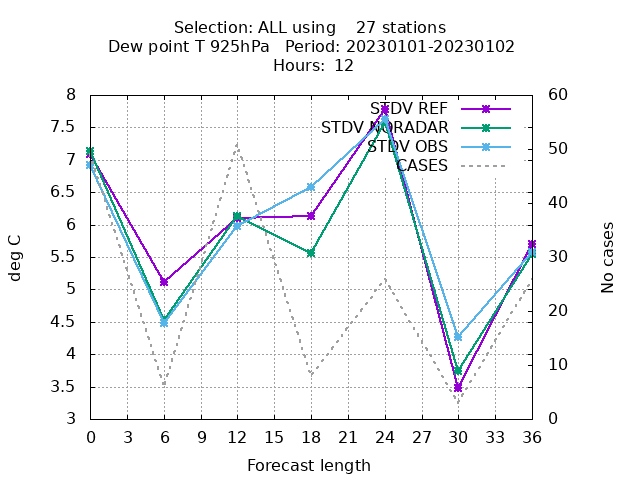 Selection: ALL using    27 stations
Dew point T 925hPa   Period: 20230101-20230102
Hours:  12
deg C
No cases
8
7.5
7
6.5
6
5.5
5
4.5
4
3.5
3
60
50
40
30
20
10
0
STDV REF
STDV NORADAR
STDV OBS
CASES
0 3 6 9 12 15 18 21 24 27 30 33 36
Forecast length